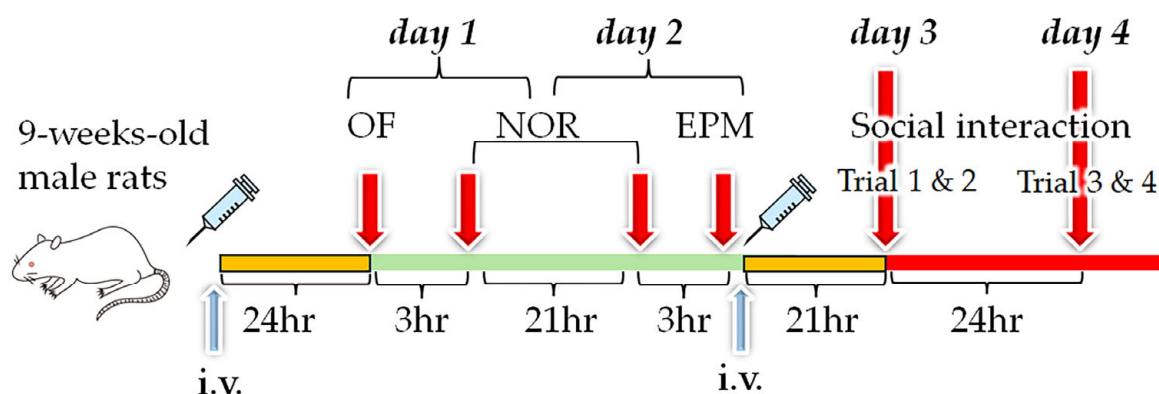 day 1
day 2
day 3
day 4
9-weeks-old
male rats
OF
NOR
EPM
Social interaction
Trial 1 & 2
Trial 3 & 4
24hr
3hr
21hr
3hr
21hr
24hr
i.v.
i.v.